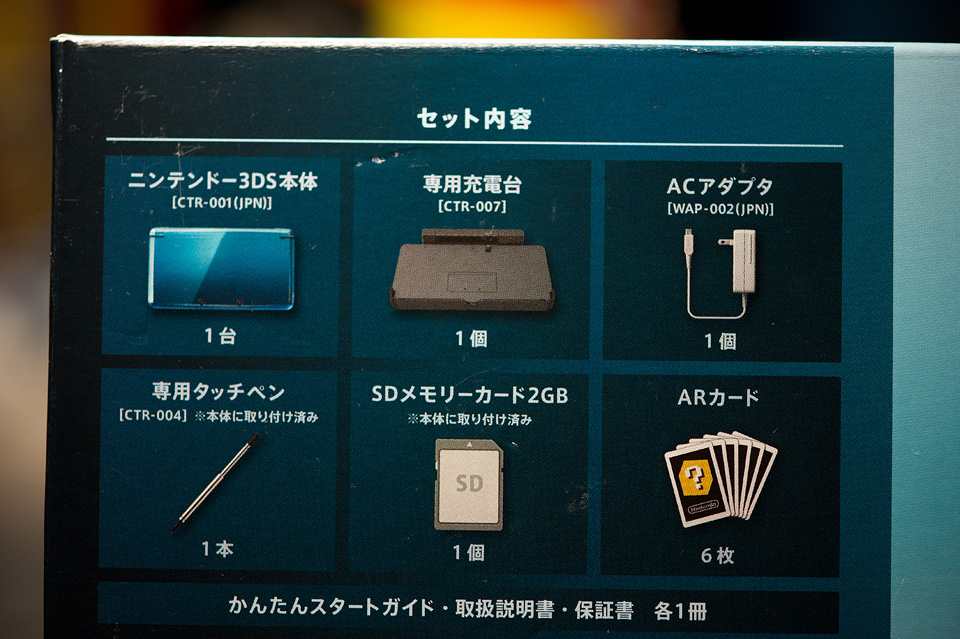 セット内容
ニンテンドー3DS本体
[CTR-001(JPN)]
1台
専用充電台
[CTR-007]
1個
ACアダプタ
[WAP-002(JPN)]
1個
専用タッチペン
[CTR-004] ※本体に取り付け済み
1本
SDメモリーカード2GB
※本体に取り付け済み
SD
1個
ARカード
?
Nintendo
6枚
かんたんスタートガイド・取扱説明書・保証書 各1冊